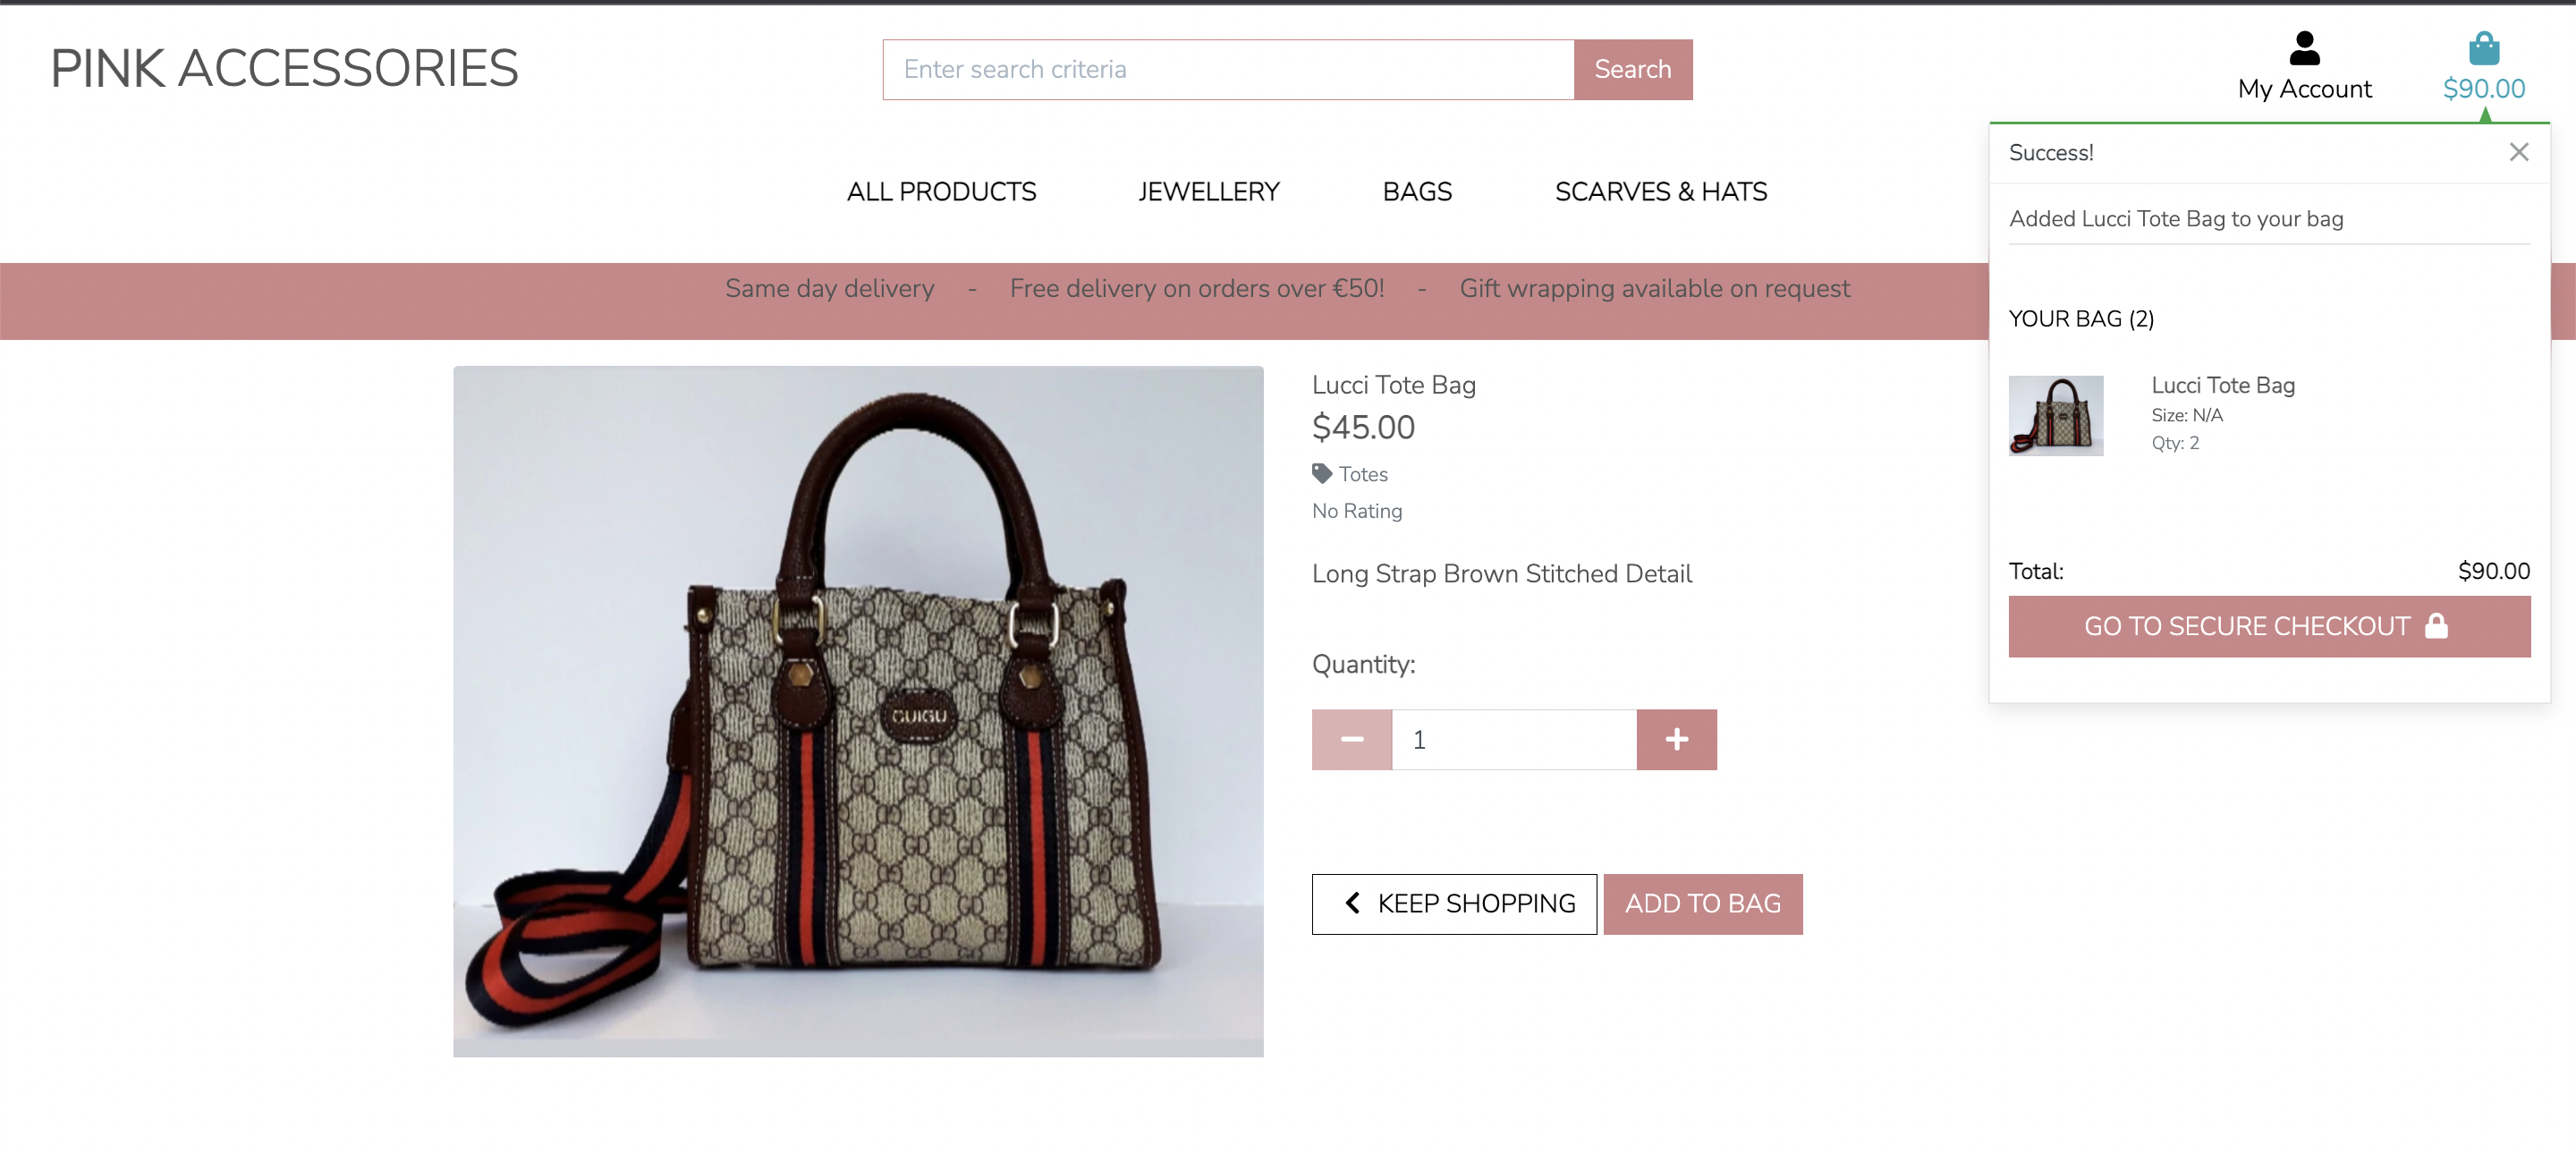 PINK ACCESSORIES
Enter search criteria
Search
My Account
$90.00
ALL PRODUCTS
JEWELLERY
BAGS
SCARVES & HATS
Same day delivery - Free delivery on orders over €50! - Gift wrapping available on request
Success!
Added Lucci Tote Bag to your bag
YOUR BAG (2)
Lucci Tote Bag
Size: N/A
Qty: 2
Total: $90.00
GO TO SECURE CHECKOUT
GUIGU
Lucci Tote Bag
$45.00
Totes
No Rating
Long Strap Brown Stitched Detail
Quantity:
1
KEEP SHOPPING
ADD TO BAG